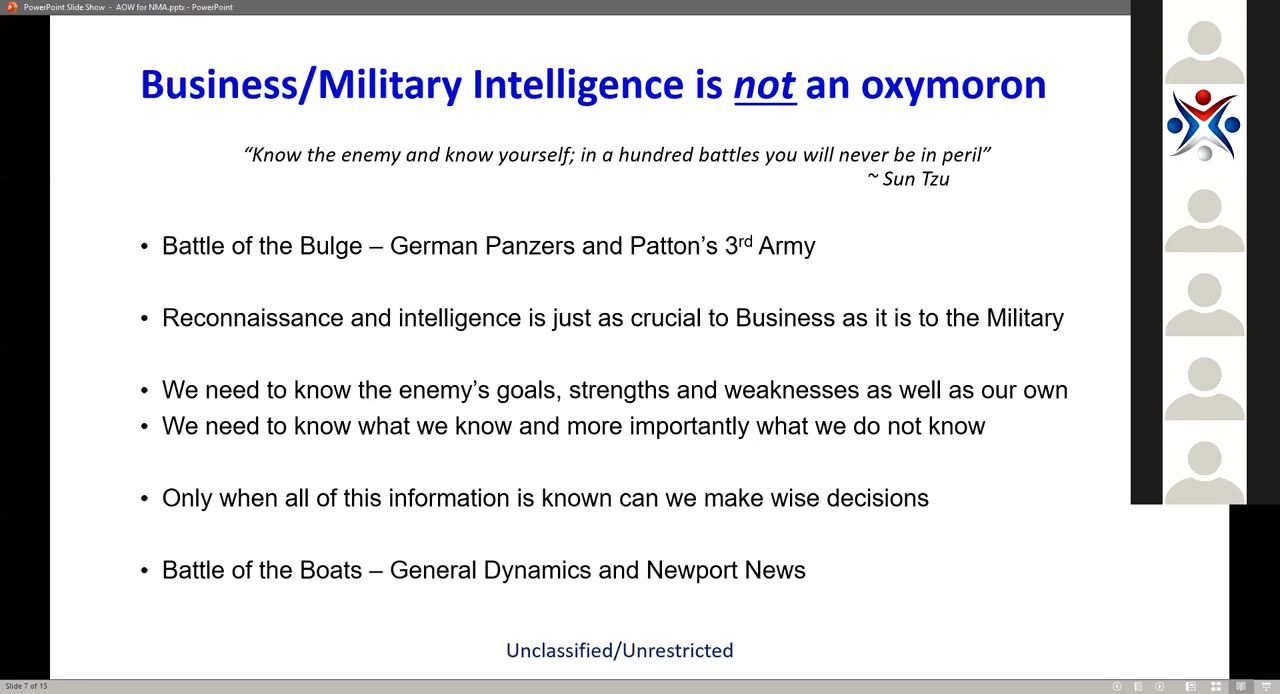 PowerPoint Slide Show - AOW for NMA.pptx - PowerPoint
Business/Military Intelligence is not an oxymoron
“Know the enemy and know yourself; in a hundred battles you will never be in peril”
~ Sun Tzu
• Battle of the Bulge – German Panzers and Patton’s 3rd Army
• Reconnaissance and intelligence is just as crucial to Business as it is to the Military
• We need to know the enemy’s goals, strengths and weaknesses as well as our own
• We need to know what we know and more importantly what we do not know
• Only when all of this information is known can we make wise decisions
• Battle of the Boats – General Dynamics and Newport News
Unclassified/Unrestricted
Slide 7 of 15